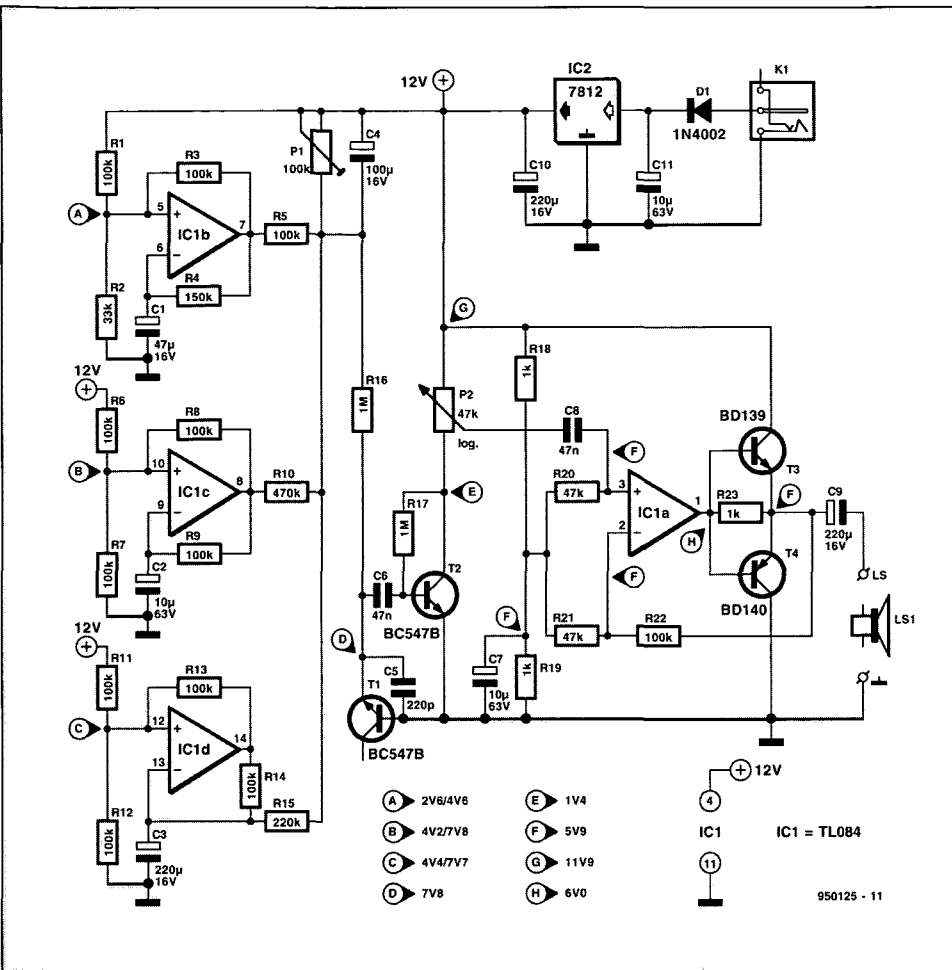 12V
IC2
7812
D1
1N4002
K1
R1
100k
R3
100k
P1
100k
C4
100µ
16V
C10
220µ
16V
C11
10µ
63V
A
5
+
IC1b
7
6
−
R5
100k
R4
150k
R2
33k
C1
47µ
16V
12V
R6
100k
R8
100k
B
10
+
IC1c
8
9
−
R10
470k
R9
100k
R7
100k
C2
10µ
63V
12V
R11
100k
R13
100k
C
12
+
IC1d
14
13
−
R14
100k
R15
220k
R12
100k
C3
220µ
16V
G
R16
1M
P2
47k
log.
R18
1k
C8
47n
F
R20
47k
3
+
IC1a
1
2
−
R23
1k
H
BD139
T3
F
C9
220µ
16V
T4
BD140
LS
LS1
E
R17
1M
C6
47n
T2
BC547B
F
F
R21
47k
R22
100k
D
T1
C5
220p
BC547B
C7
10µ
63V
R19
1k
A 2V6/4V6
B 4V2/7V8
C 4V4/7V7
D 7V8
E 1V4
F 5V9
G 11V9
H 6V0
12V
4
IC1
11
IC1 = TL084
950125 - 11